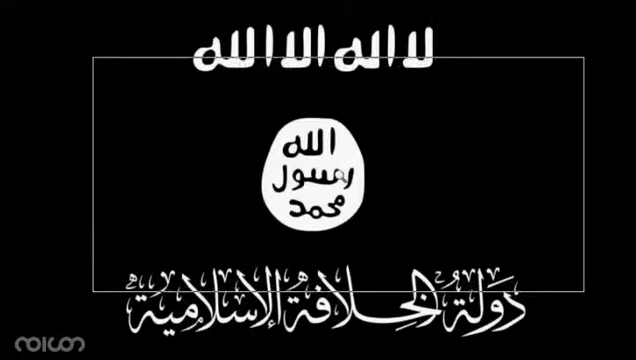 لا اله الا الله
الله
رسول
محمد
دولة الخلافة الإسلامية